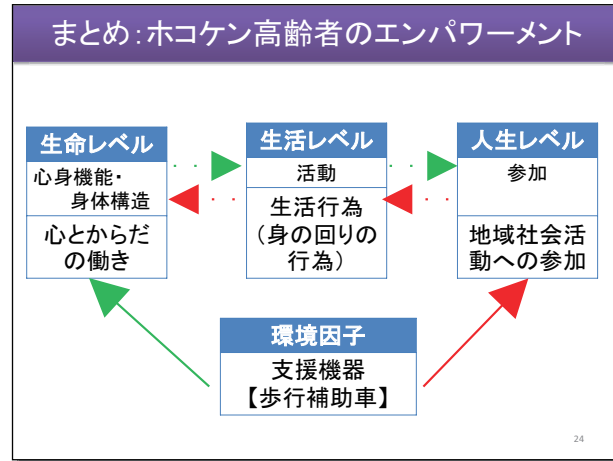 まとめ：ホコケン高齢者のエンパワーメント
生命レベル
心身機能・
身体構造
心とからだ
の働き
生活レベル
活動
生活行為
（身の回りの
行為）
人生レベル
参加
地域社会活
動への参加
環境因子
支援機器
【歩行補助車】
24